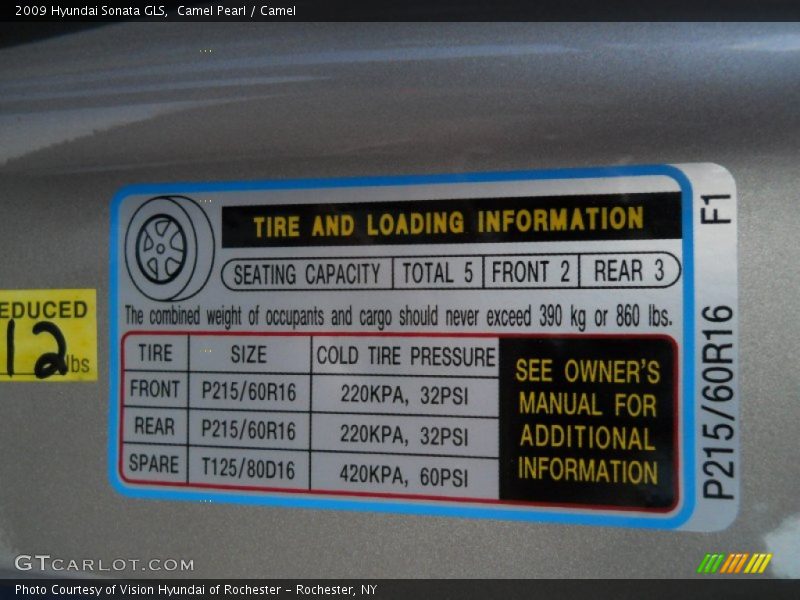 2009 Hyundai Sonata GLS,  Camel Pearl / Camel
TIRE AND LOADING INFORMATION
F1
SEATING CAPACITY TOTAL 5 FRONT 2 REAR 3
The combined weight of occupants and cargo should never exceed 390 kg or 860 lbs.
EDUCED
12 lbs
TIRE SIZE COLD TIRE PRESSURE
FRONT P215/60R16 220KPA, 32PSI
REAR P215/60R16 220KPA, 32PSI
SPARE T125/80D16 420KPA, 60PSI
SEE OWNER'S
MANUAL FOR
ADDITIONAL
INFORMATION
P215/60R16
GTCARLOT.COM
Photo Courtesy of Vision Hyundai of Rochester - Rochester, NY